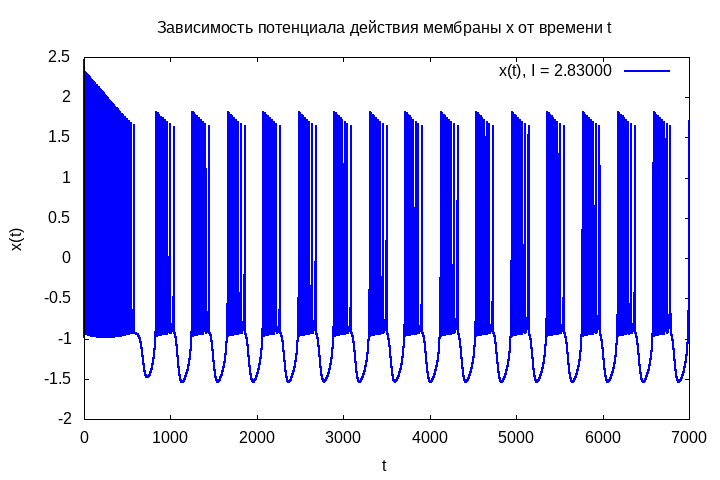 Зависимость потенциала действия мембраны x от времени t
x(t), I = 2.83000
2.5
2
1.5
1
0.5
0
-0.5
-1
-1.5
-2
x(t)
0 1000 2000 3000 4000 5000 6000 7000
t